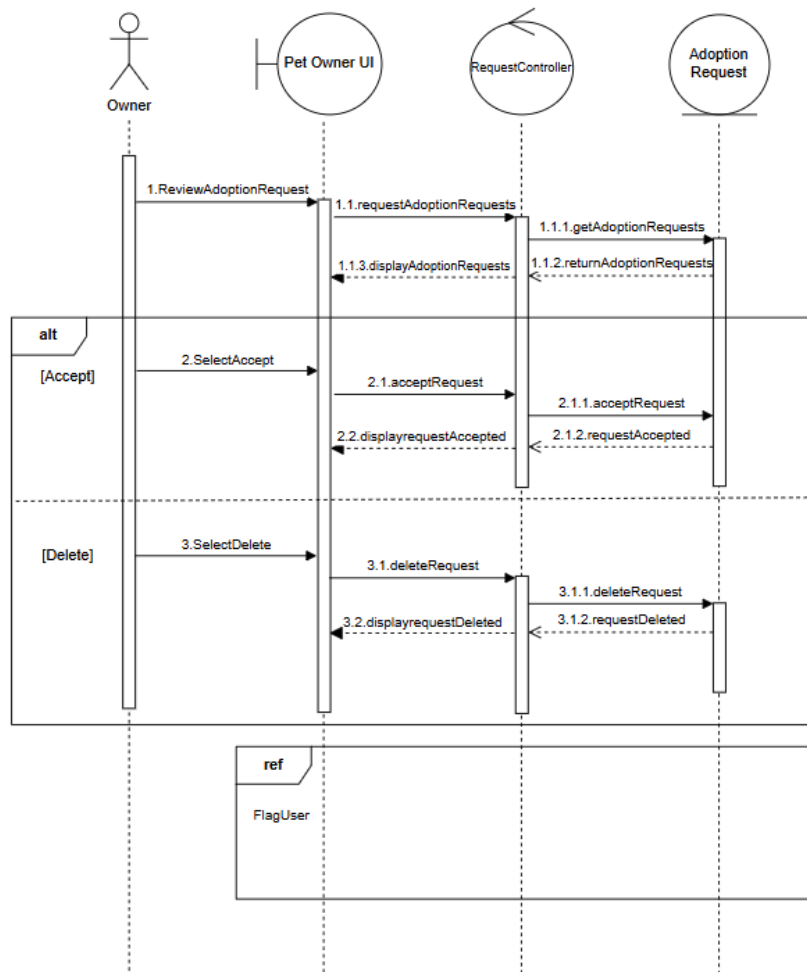 Owner
Pet Owner UI
RequestController
Adoption
Request
1.ReviewAdoptionRequest
1.1.requestAdoptionRequests
1.1.1.getAdoptionRequests
1.1.2.returnAdoptionRequests
1.1.3.displayAdoptionRequests
alt
[Accept]
2.SelectAccept
2.1.acceptRequest
2.1.1.acceptRequest
2.1.2.requestAccepted
2.2.displayrequestAccepted
[Delete]
3.SelectDelete
3.1.deleteRequest
3.1.1.deleteRequest
3.1.2.requestDeleted
3.2.displayrequestDeleted
ref
FlagUser